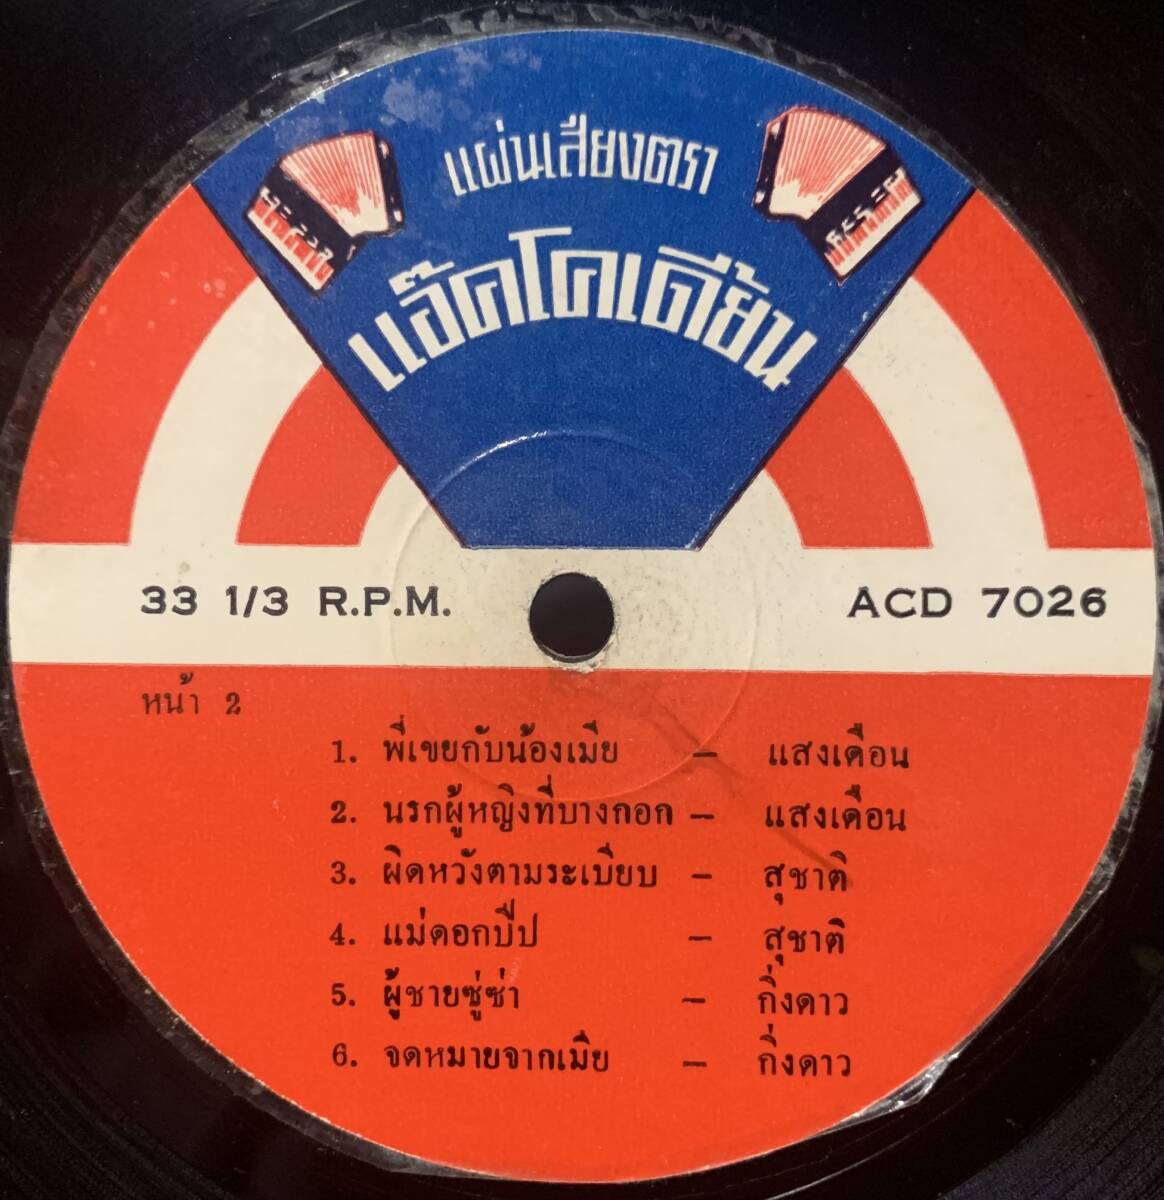 แผ่นเสียงตรา
แอ๊คโคเดี้ยน
33 1/3 R.P.M. ACD 7026
หน้า 2
1. พี่เขยกับน้องเมีย – แสงเดือน
2. นรกผู้หญิงที่บางกอก – แสงเดือน
3. ผิดหวังตามระเบียบ – สุชาติ
4. แม่ดอกปีป – สุชาติ
5. ผู้ชายซู่ซ่า – กิ่งดาว
6. จดหมายจากเมีย – กิ่งดาว